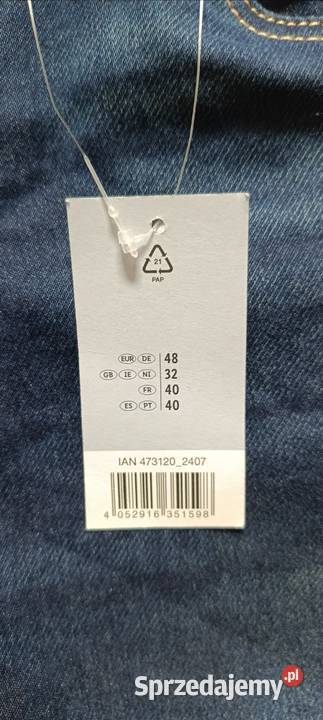 21
PAP
EUR DE 48
GB IE NI 32
FR 40
ES PT 40
IAN 473120_2407
4 052916 351598
Sprzedajemy.pl